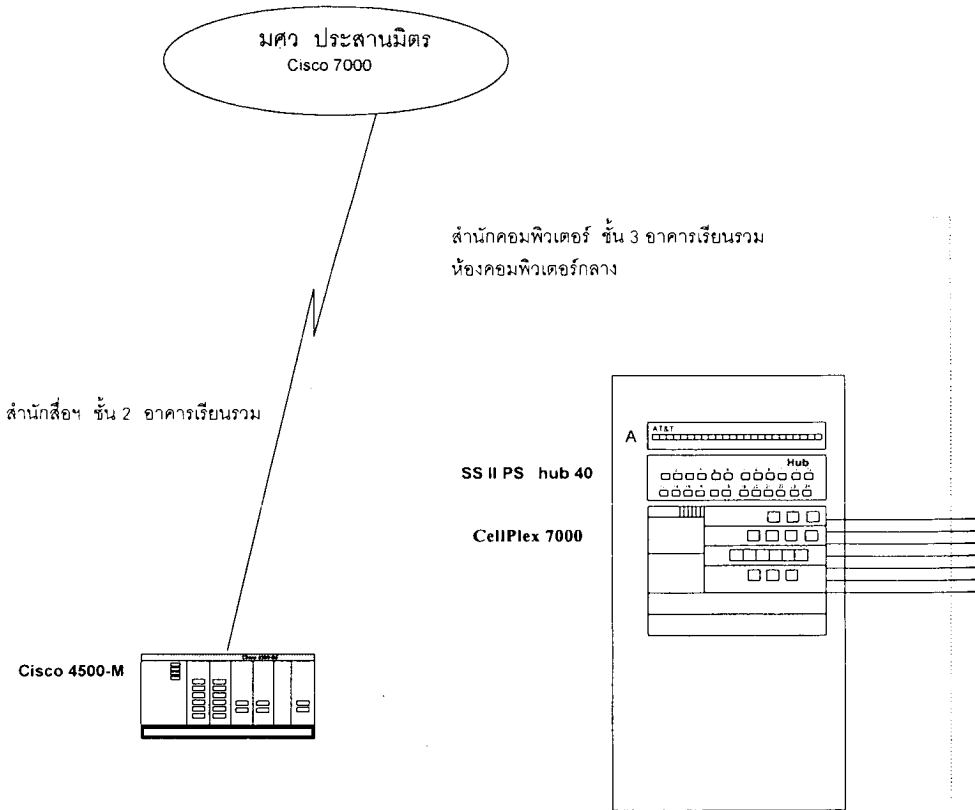 มศว ประสานมิตร
Cisco 7000
สำนักคอมพิวเตอร์ ชั้น 3 อาคารเรียนรวม
ห้องคอมพิวเตอร์กลาง
สำนักสื่อฯ ชั้น 2 อาคารเรียนรวม
A
AT&T
Hub
SS II PS hub 40
CellPlex 7000
Cisco 4500-M